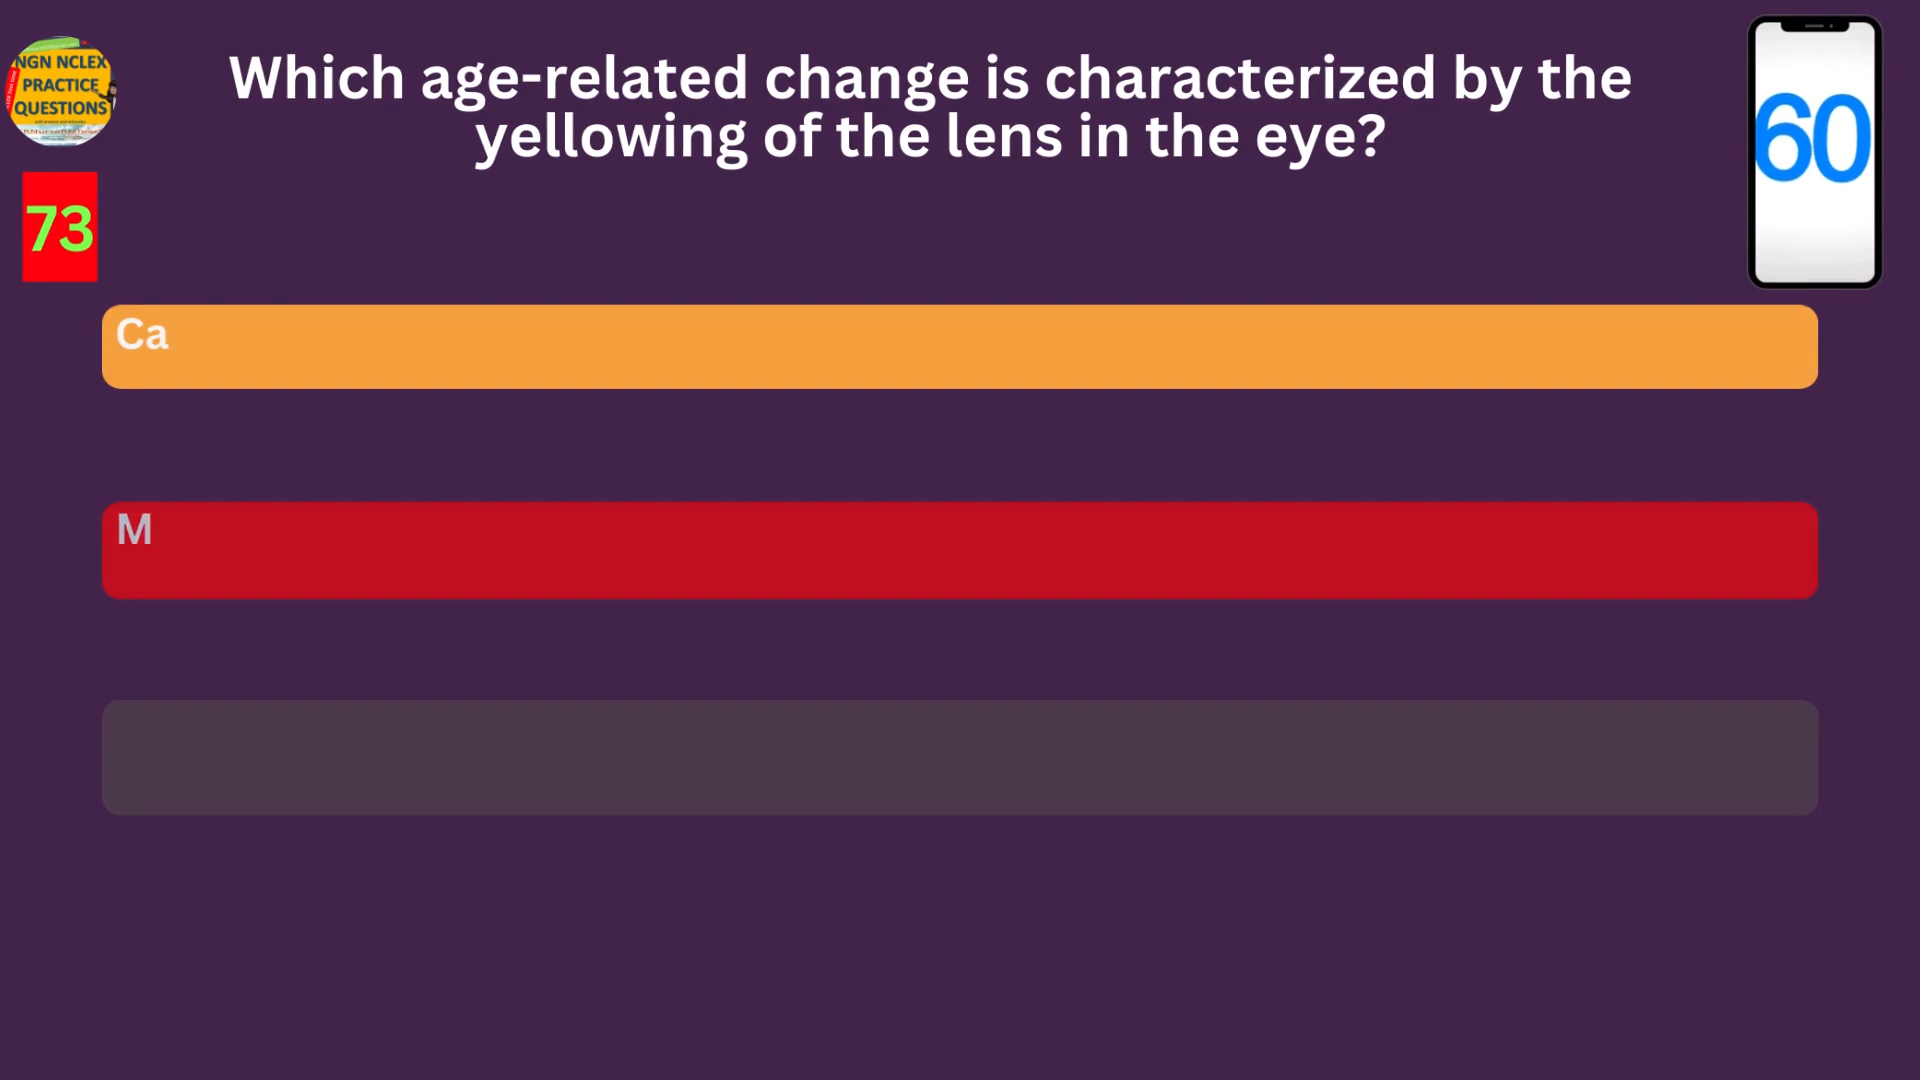 Which age-related change is characterized by the
yellowing of the lens in the eye?
NGN NCLEX
PRACTICE
QUESTIONS
60
73
Ca
M